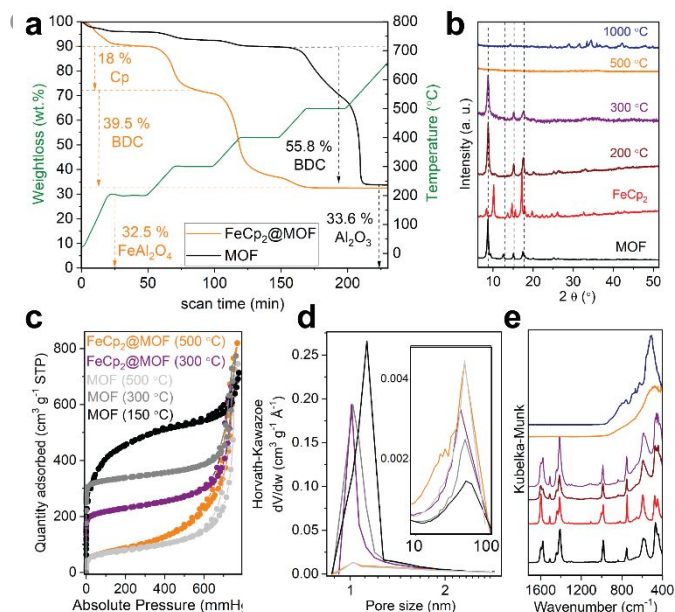 a
100
90
80
70
60
50
40
30
20
10
0
Weightloss (wt.%)
18 %
Cp
39.5 %
BDC
32.5 %
FeAl₂O₄
55.8 %
BDC
33.6 %
Al₂O₃
FeCp₂@MOF
MOF
0 50 100 150 200
scan time (min)
800
700
600
500
400
300
200
100
0
Temperature (°C)
b
Intensity (a. u.)
1000 °C
500 °C
300 °C
200 °C
FeCp₂
MOF
10 20 30 40 50
2 θ (°)
c
Quantity adsorbed (cm³ g⁻¹ STP)
800
600
400
200
0
FeCp₂@MOF (500 °C)
FeCp₂@MOF (300 °C)
MOF (500 °C)
MOF (300 °C)
MOF (150 °C)
0 200 400 600
Absolute Pressure (mmHg
d
Horvath-Kawazoe
dV/dw (cm³ g⁻¹ Å⁻¹)
0.25
0.20
0.15
0.10
0.05
0.00
0.004
0.002
10 100
1 2
Pore size (nm)
e
Kubelka-Munk
1600 1200 800 400
Wavenumber (cm⁻¹)